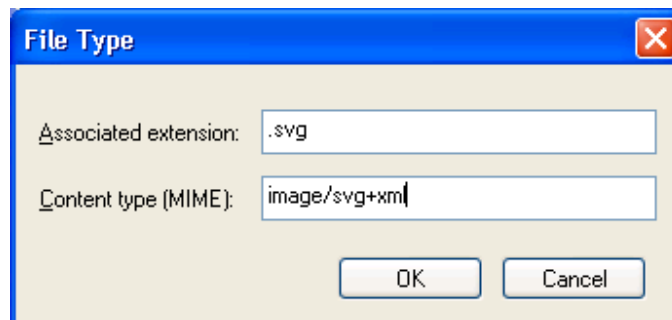 File Type
Associated extension: .svg
Content type (MIME): image/svg+xml
OK Cancel